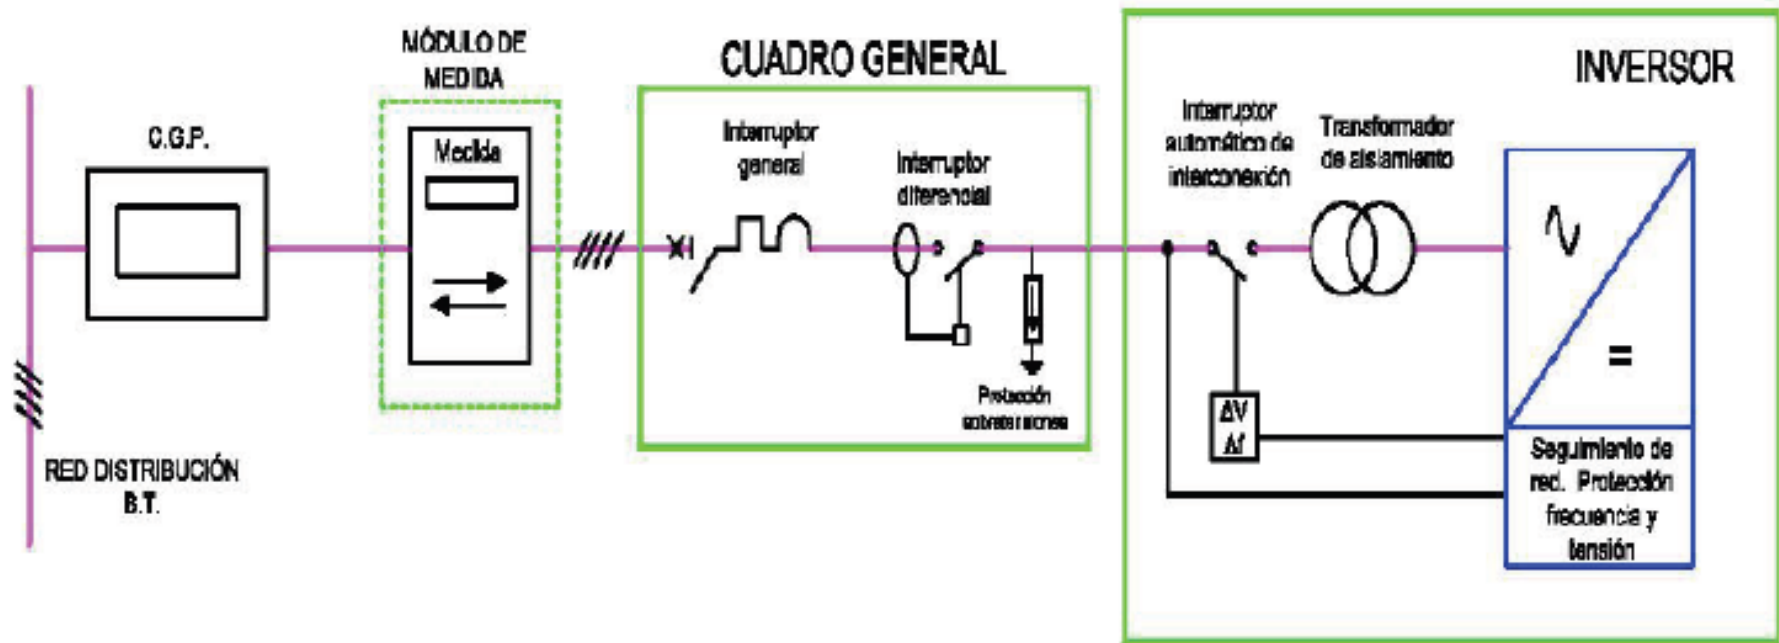 MÓDULO DE
MEDIDA
CUADRO GENERAL
INVERSOR
C.G.P.
Medida
Interruptor
general
Interruptor
diferencial
Interruptor
automático de
interconexión
Transformador
de aislamiento
Protección
sobretensiones
ΔV
Δf
=
Seguimiento de
red. Protección
frecuencia y
tensión
RED DISTRIBUCIÓN
B.T.